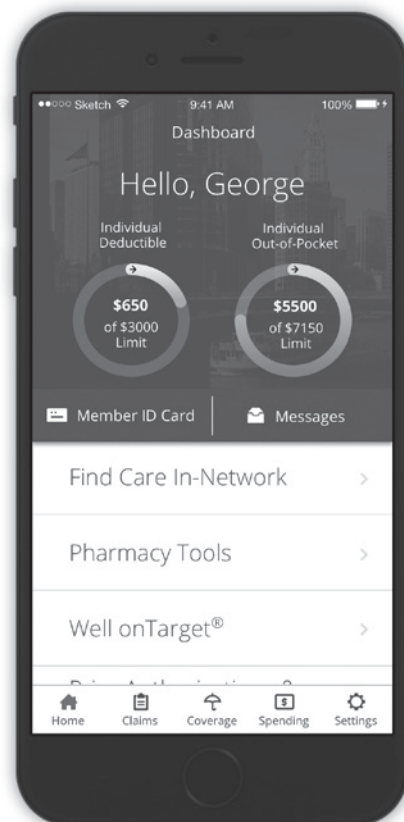 Sketch 9:41 AM 100%
Dashboard
Hello, George
Individual
Deductible
$650
of $3000
Limit
Individual
Out-of-Pocket
$5500
of $7150
Limit
Member ID Card
Messages
Find Care In-Network
Pharmacy Tools
Well onTarget®
Home Claims Coverage Spending Settings